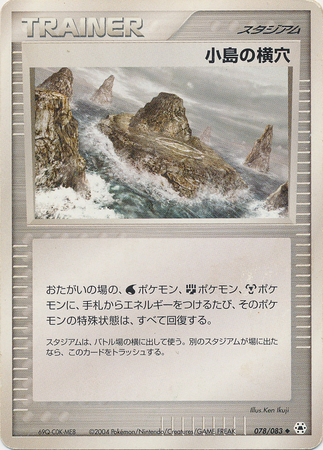 TRAINER
スタジアム
小島の横穴
おたがいの場の、ポケモン、ポケモン、ポケ
モンに、手札からエネルギーをつけるたび、そのポ
ケモンの特殊状態は、すべて回復する。
スタジアムは、バトル場の横に出して使う。別のスタジアムが場に出た
なら、このカードをトラッシュする。
Illus.Ken Ikuji
69Q-C0K-MEB ©2004 Pokémon/Nintendo/Creatures/GAME FREAK. 078/083 ◆